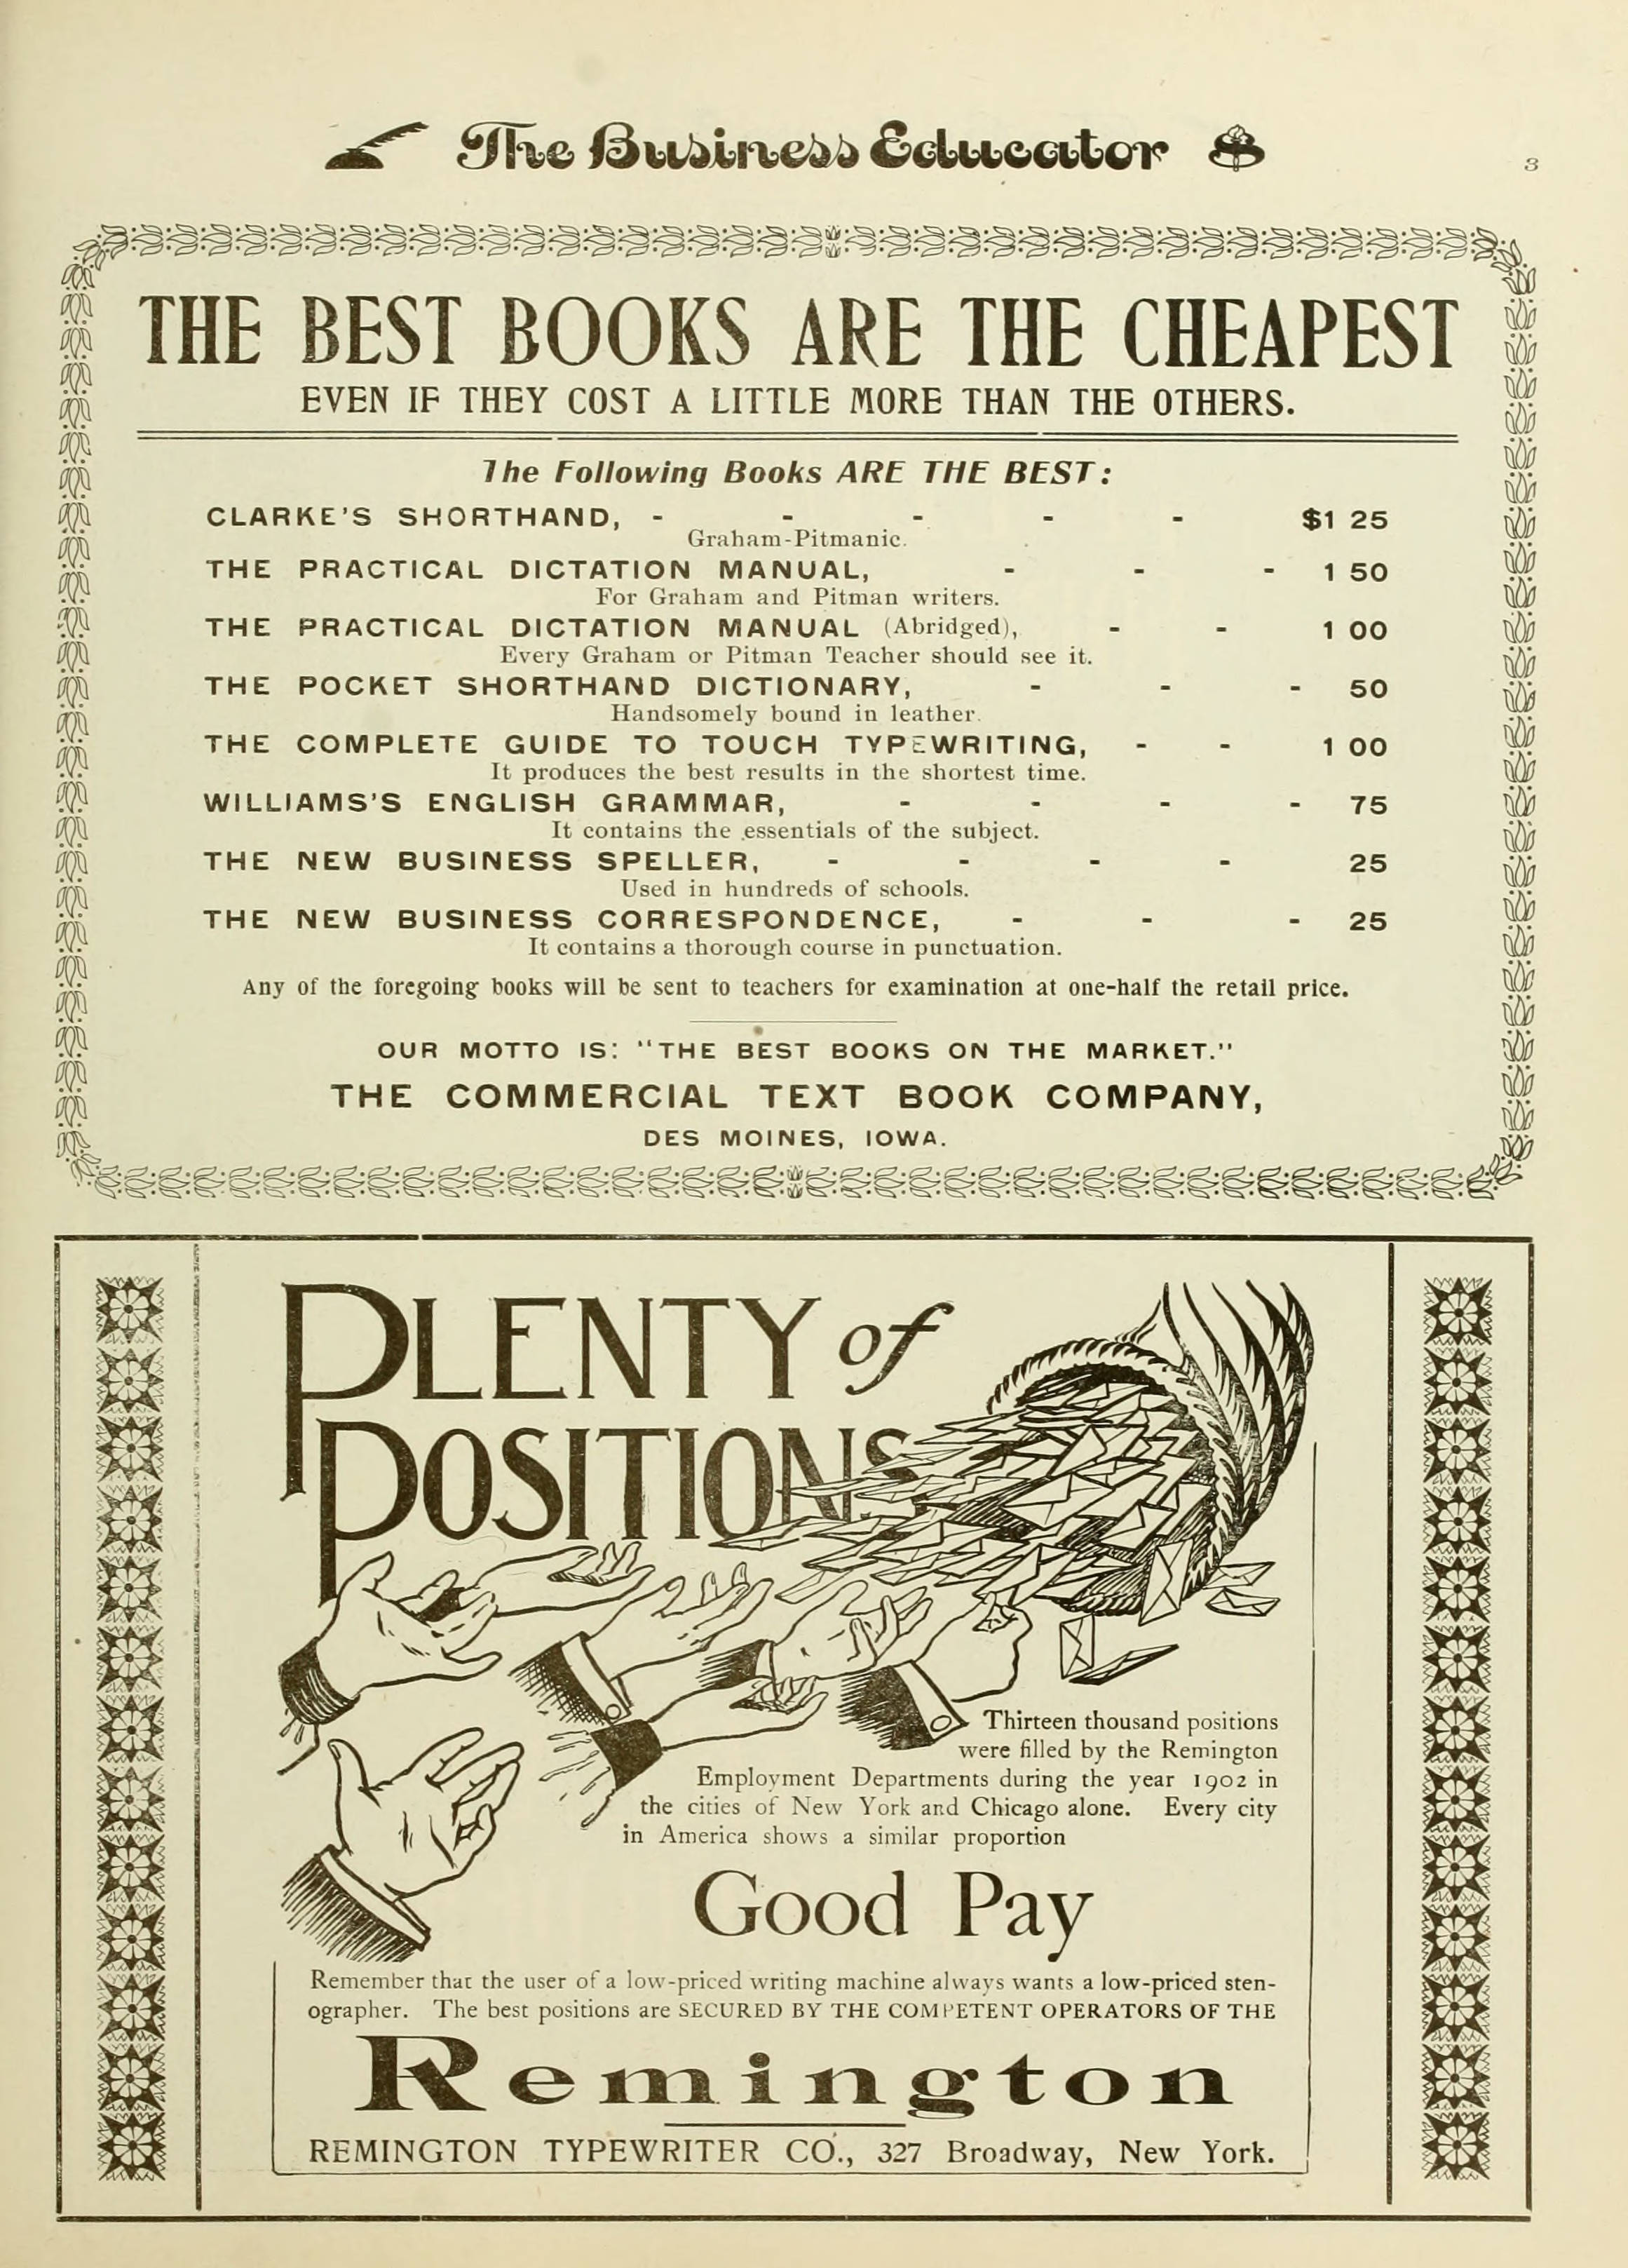 The Business Educator
3
THE BEST BOOKS ARE THE CHEAPEST
EVEN IF THEY COST A LITTLE MORE THAN THE OTHERS.
The Following Books ARE THE BEST:
CLARKE'S SHORTHAND, - - - - - $1 25
Graham-Pitmanic.
THE PRACTICAL DICTATION MANUAL, - - - 1 50
For Graham and Pitman writers.
THE PRACTICAL DICTATION MANUAL (Abridged), - - 1 00
Every Graham or Pitman Teacher should see it.
THE POCKET SHORTHAND DICTIONARY, - - - 50
Handsomely bound in leather.
THE COMPLETE GUIDE TO TOUCH TYPEWRITING, - - 1 00
It produces the best results in the shortest time.
WILLIAMS'S ENGLISH GRAMMAR, - - - - 75
It contains the essentials of the subject.
THE NEW BUSINESS SPELLER, - - - - 25
Used in hundreds of schools.
THE NEW BUSINESS CORRESPONDENCE, - - - 25
It contains a thorough course in punctuation.
Any of the foregoing books will be sent to teachers for examination at one-half the retail price.
OUR MOTTO IS: "THE BEST BOOKS ON THE MARKET."
THE COMMERCIAL TEXT BOOK COMPANY,
DES MOINES, IOWA.
PLENTY of
POSITIONS
Thirteen thousand positions
were filled by the Remington
Employment Departments during the year 1902 in
the cities of New York and Chicago alone. Every city
in America shows a similar proportion
Good Pay
Remember that the user of a low-priced writing machine always wants a low-priced sten-
ographer. The best positions are SECURED BY THE COMPETENT OPERATORS OF THE
Remington
REMINGTON TYPEWRITER CO., 327 Broadway, New York.